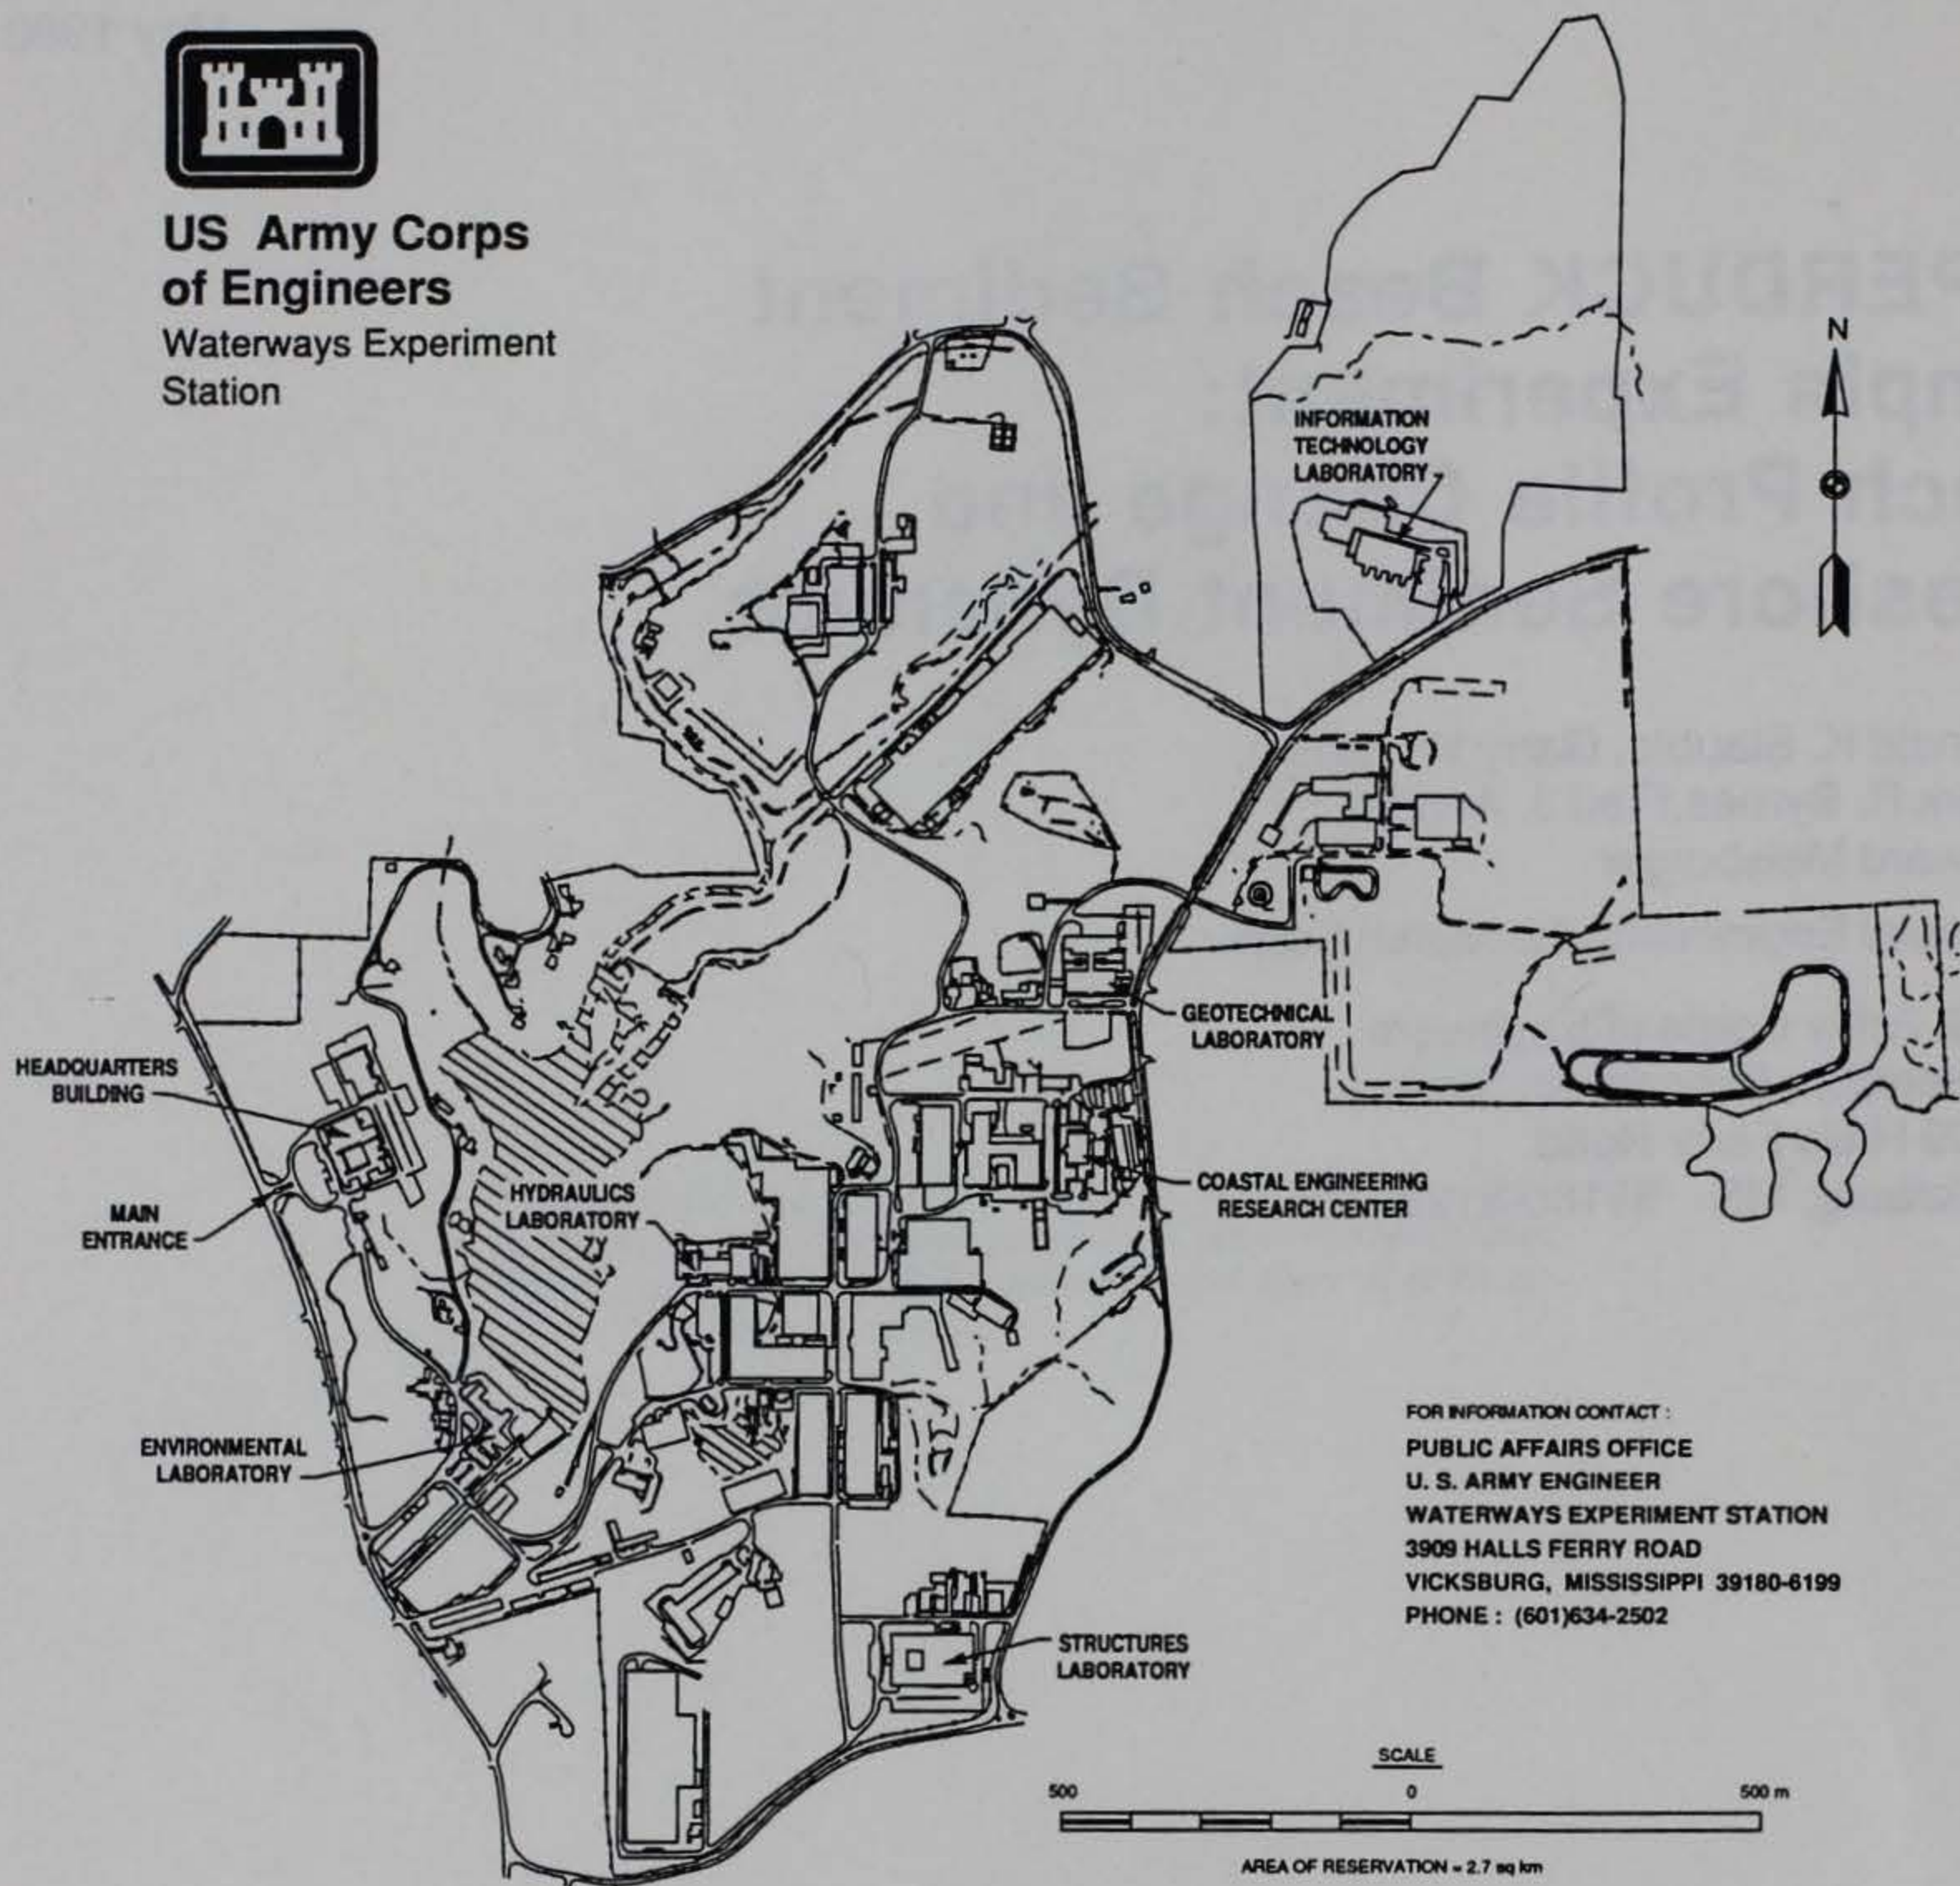 US Army Corps
of Engineers
Waterways Experiment
Station
N
INFORMATION
TECHNOLOGY
LABORATORY
GEOTECHNICAL
LABORATORY
HEADQUARTERS
BUILDING
MAIN
ENTRANCE
HYDRAULICS
LABORATORY
COASTAL ENGINEERING
RESEARCH CENTER
ENVIRONMENTAL
LABORATORY
STRUCTURES
LABORATORY
FOR INFORMATION CONTACT :
PUBLIC AFFAIRS OFFICE
U. S. ARMY ENGINEER
WATERWAYS EXPERIMENT STATION
3909 HALLS FERRY ROAD
VICKSBURG, MISSISSIPPI 39180-6199
PHONE : (601)634-2502
SCALE
500 0 500 m
AREA OF RESERVATION = 2.7 sq km